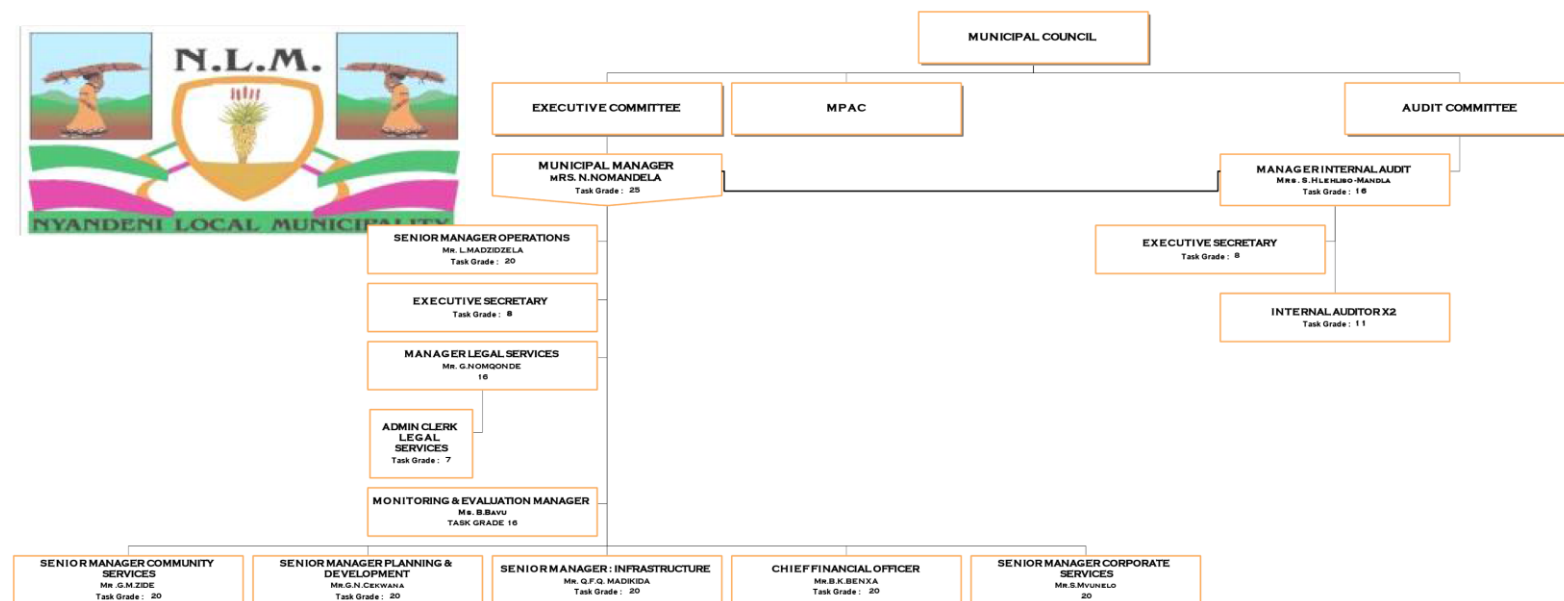 N.L.M.
NYANDENI LOCAL MUNICIPALITY
MUNICIPAL COUNCIL
EXECUTIVE COMMITTEE
MPAC
AUDIT COMMITTEE
MUNICIPAL MANAGER
MRS. N.NOMANDELA
Task Grade : 25
MANAGER INTERNAL AUDIT
Mrs. S.Hlehliso-Mandla
Task Grade : 16
SENIOR MANAGER OPERATIONS
Mr. L.MADZIDZELA
Task Grade : 20
EXECUTIVE SECRETARY
Task Grade : 8
EXECUTIVE SECRETARY
Task Grade : 8
INTERNAL AUDITOR X2
Task Grade : 11
MANAGER LEGAL SERVICES
Mr. G.NOMQONDE
16
ADMIN CLERK
LEGAL
SERVICES
Task Grade : 7
MONITORING & EVALUATION MANAGER
Ms. B.Bavu
TASK GRADE 16
SENIOR MANAGER COMMUNITY
SERVICES
Mr .G.M.ZIDE
Task Grade : 20
SENIOR MANAGER PLANNING &
DEVELOPMENT
Mr.G.N.Cekwana
Task Grade : 20
SENIOR MANAGER : INFRASTRUCTURE
Mr. Q.F.Q. MADIKIDA
Task Grade : 20
CHIEF FINANCIAL OFFICER
Mr.B.K.BENXA
Task Grade : 20
SENIOR MANAGER CORPORATE
SERVICES
Mr.S.Mvunelo
20